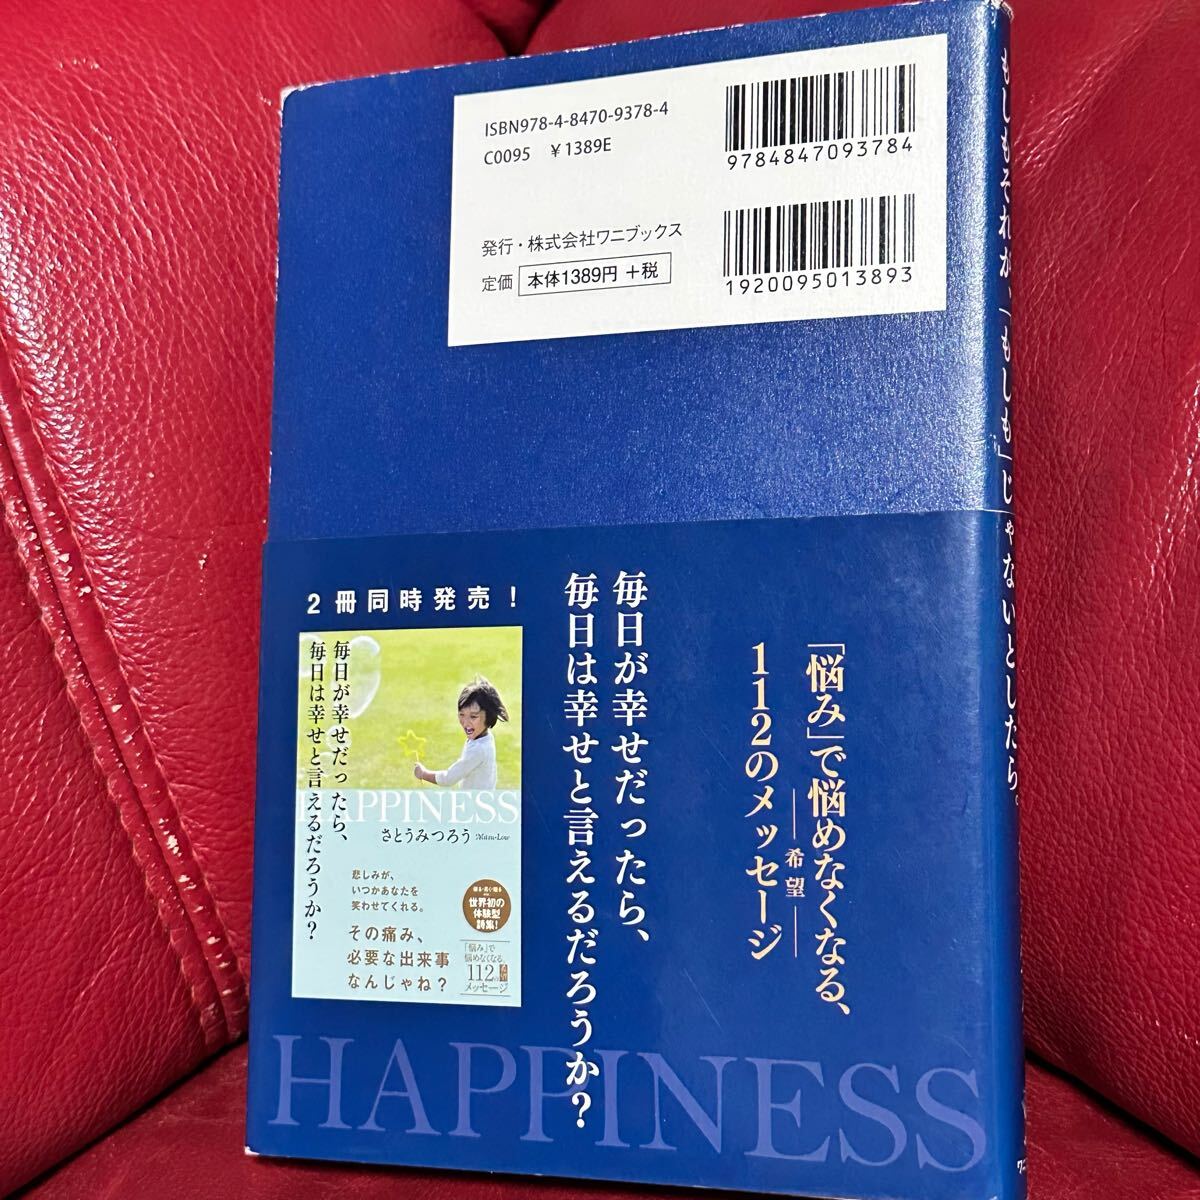 ISBN978-4-8470-9378-4
C0095 ¥1389E
発行・株式会社ワニブックス
定価 本体1389円+税
9784847093784
1920095013893
もしもそれが、「もしも」じゃないとしたら。
「悩み」で悩めなくなる、
希望
112のメッセージ
毎日が幸せだったら、
毎日は幸せと言えるだろうか?
2冊同時発売!
毎日が幸せだったら、
毎日は幸せと言えるだろうか?
HAPPINESS
さとうみつろう Mitsu-Low
悲しみが、
いつかあなたを
笑わせてくれる。
その痛み、
必要な出来事
なんじゃね?
世界初の
体験型
詩集!
「悩み」で
悩めなくなる
112の
メッセージ
HAPPINESS